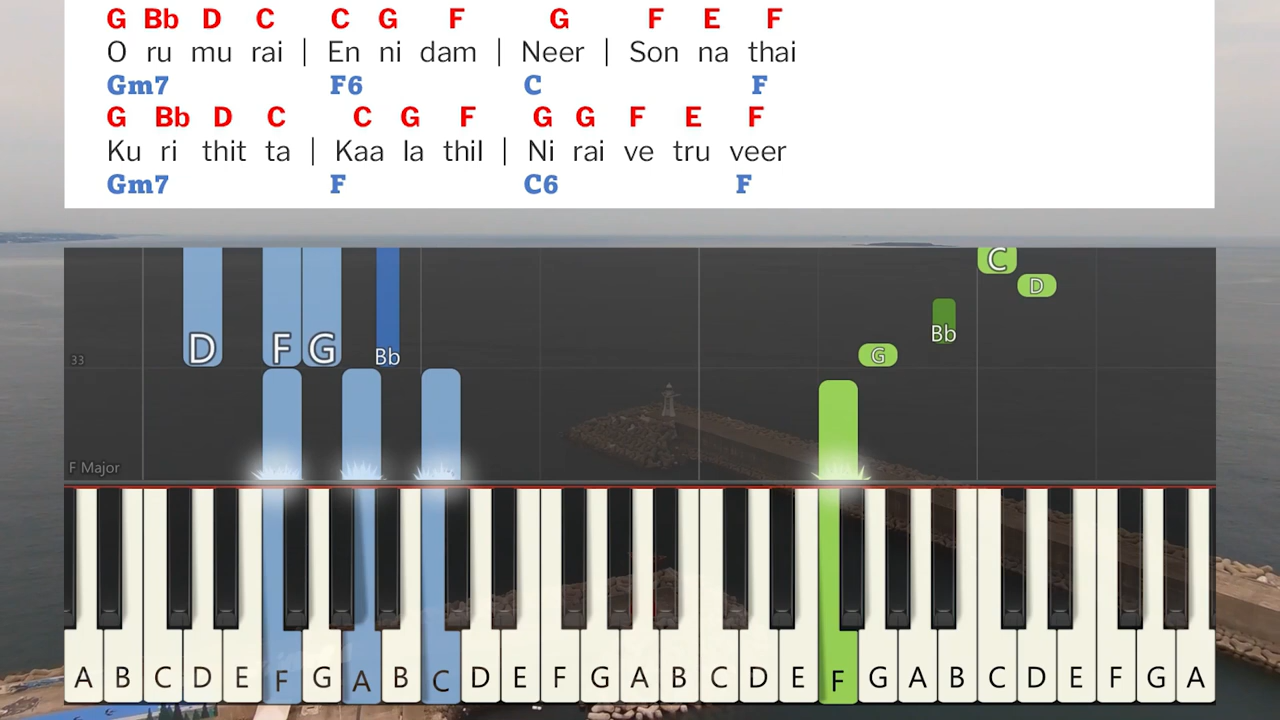 G Bb D C C G F G F E F
O ru mu rai | En ni dam | Neer | Son na thai
Gm7 F6 C F
G Bb D C C G F G G F E F
Ku ri thit ta | Kaa la thil | Ni rai ve tru veer
Gm7 F C6 F
C
D
Bb
D F G Bb G
33
F Major
A B C D E F G A B C D E F G A B C D E F G A B C D E F G A